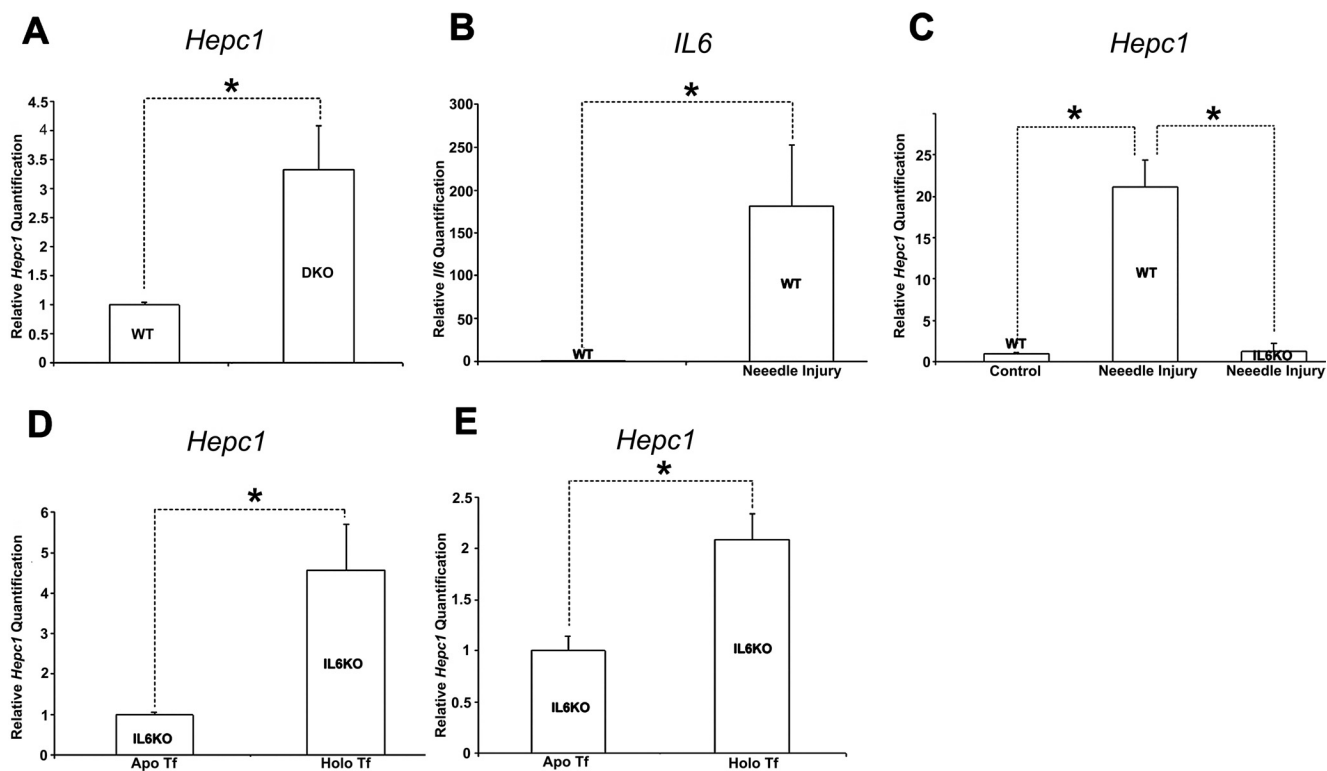 A
Hepc1
*
Relative Hepc1 Quantification
4.5
4
3.5
3
2.5
2
1.5
1
0.5
0
WT
DKO
B
IL6
*
Relative Il6 Quantification
300
250
200
150
100
50
0
WT
WT
Neeedle Injury
C
Hepc1
*
*
Relative Hepc1 Quantification
25
20
15
10
5
0
WT
WT
IL6KO
Control
Neeedle Injury
Neeedle Injury
D
Hepc1
*
Relative Hepc1 Quantification
6
5
4
3
2
1
0
IL6KO
IL6KO
Apo Tf
Holo Tf
E
Hepc1
*
Relative Hepc1 Quantification
2.5
2
1.5
1
0.5
0
IL6KO
IL6KO
Apo Tf
Holo Tf